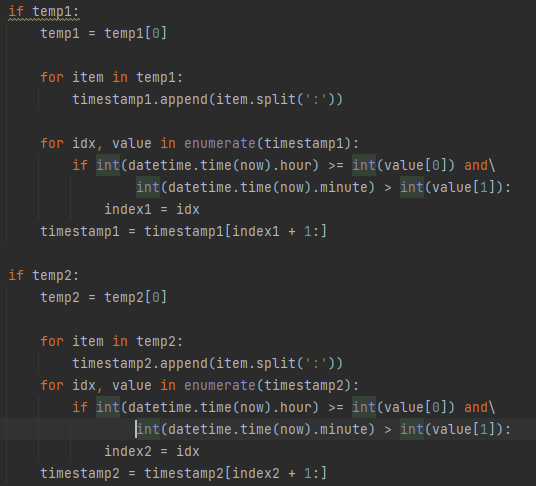 if temp1:
    temp1 = temp1[0]

    for item in temp1:
        timestamp1.append(item.split(':'))

    for idx, value in enumerate(timestamp1):
        if int(datetime.time(now).hour) >= int(value[0]) and\
                int(datetime.time(now).minute) > int(value[1]):
            index1 = idx
    timestamp1 = timestamp1[index1 + 1:]

if temp2:
    temp2 = temp2[0]

    for item in temp2:
        timestamp2.append(item.split(':'))
    for idx, value in enumerate(timestamp2):
        if int(datetime.time(now).hour) >= int(value[0]) and\
                int(datetime.time(now).minute) > int(value[1]):
            index2 = idx
    timestamp2 = timestamp2[index2 + 1:]